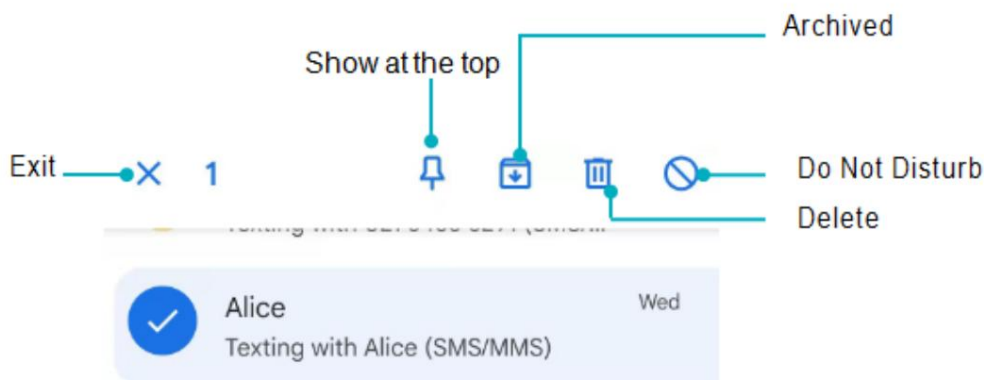 Archived
Show at the top
Exit
1
Do Not Disturb
Delete
Alice
Wed
Texting with Alice (SMS/MMS)